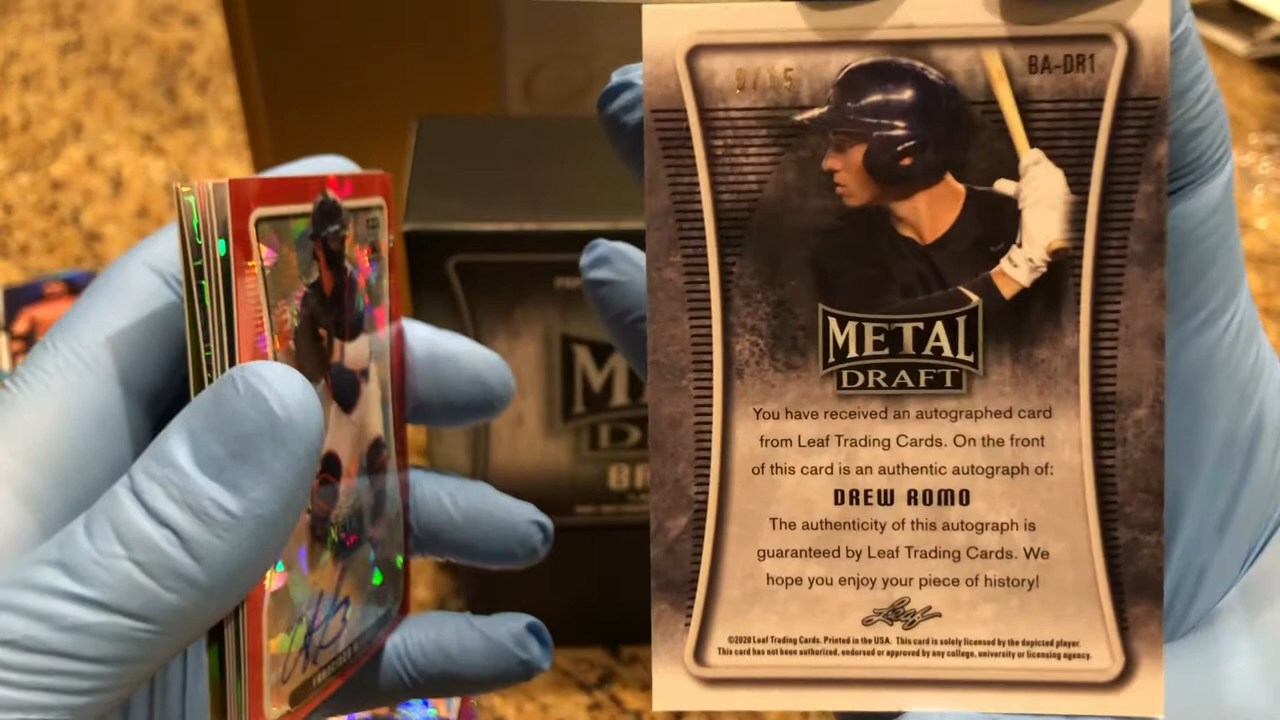 BA-DR1
METAL
DRAFT
You have received an autographed card
from Leaf Trading Cards. On the front
of this card is an authentic autograph of:
DREW ROMO
The authenticity of this autograph is
guaranteed by Leaf Trading Cards. We
hope you enjoy your piece of history!
Leaf
©2020 Leaf Trading Cards. Printed in the USA. This card is solely licensed by the depicted player.
This card has not been authorized, endorsed or approved by any college, university or licensing agency.